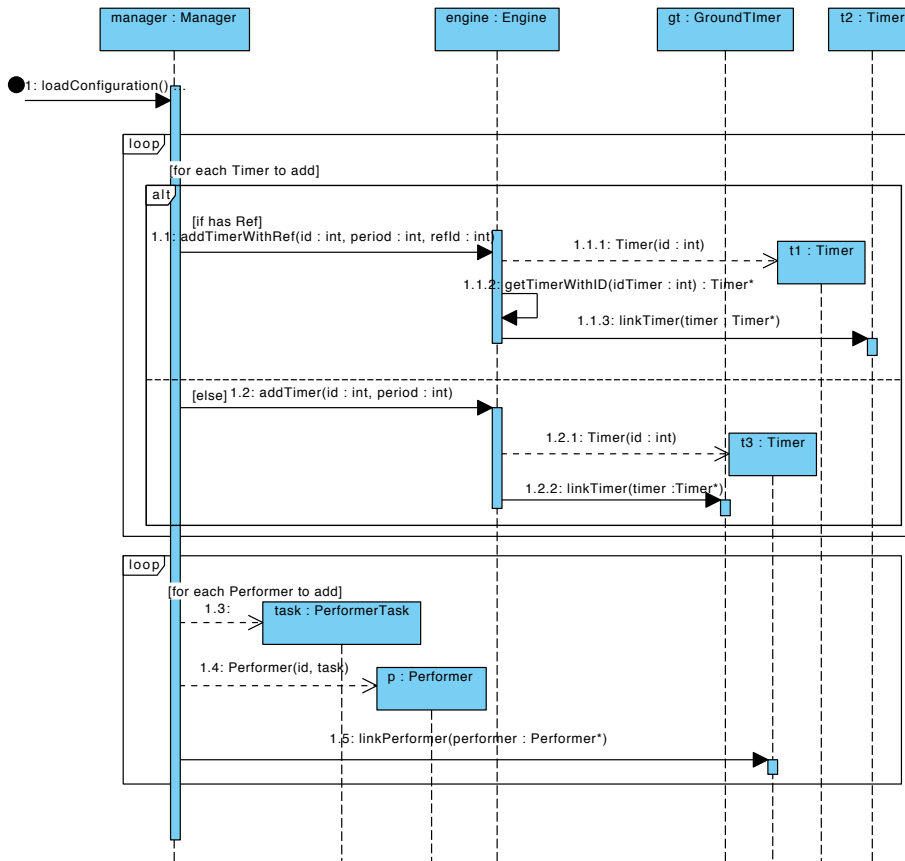 manager : Manager
engine : Engine
gt : GroundTImer
t2 : Timer
1: loadConfiguration() ...
loop
[for each Timer to add]
alt
[if has Ref]
1.1: addTimerWithRef(id : int, period : int, refId : int)
1.1.1: Timer(id : int)
t1 : Timer
1.1.2: getTimerWithID(idTimer : int) : Timer*
1.1.3: linkTimer(timer : Timer*)
[else]
1.2: addTimer(id : int, period : int)
1.2.1: Timer(id : int)
t3 : Timer
1.2.2: linkTimer(timer :Timer*)
loop
[for each Performer to add]
1.3:
task : PerformerTask
1.4: Performer(id, task)
p : Performer
1.5: linkPerformer(performer : Performer*)